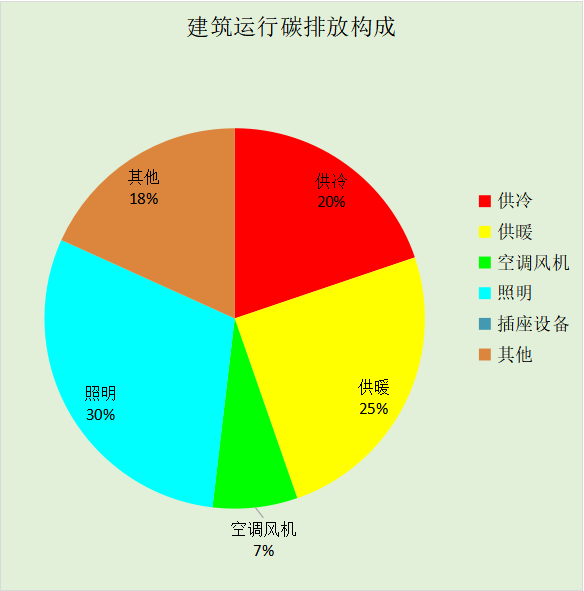 建筑运行碳排放构成
其他
18%
供冷
20%
供暖
25%
照明
30%
空调风机
7%
供冷
供暖
空调风机
照明
插座设备
其他